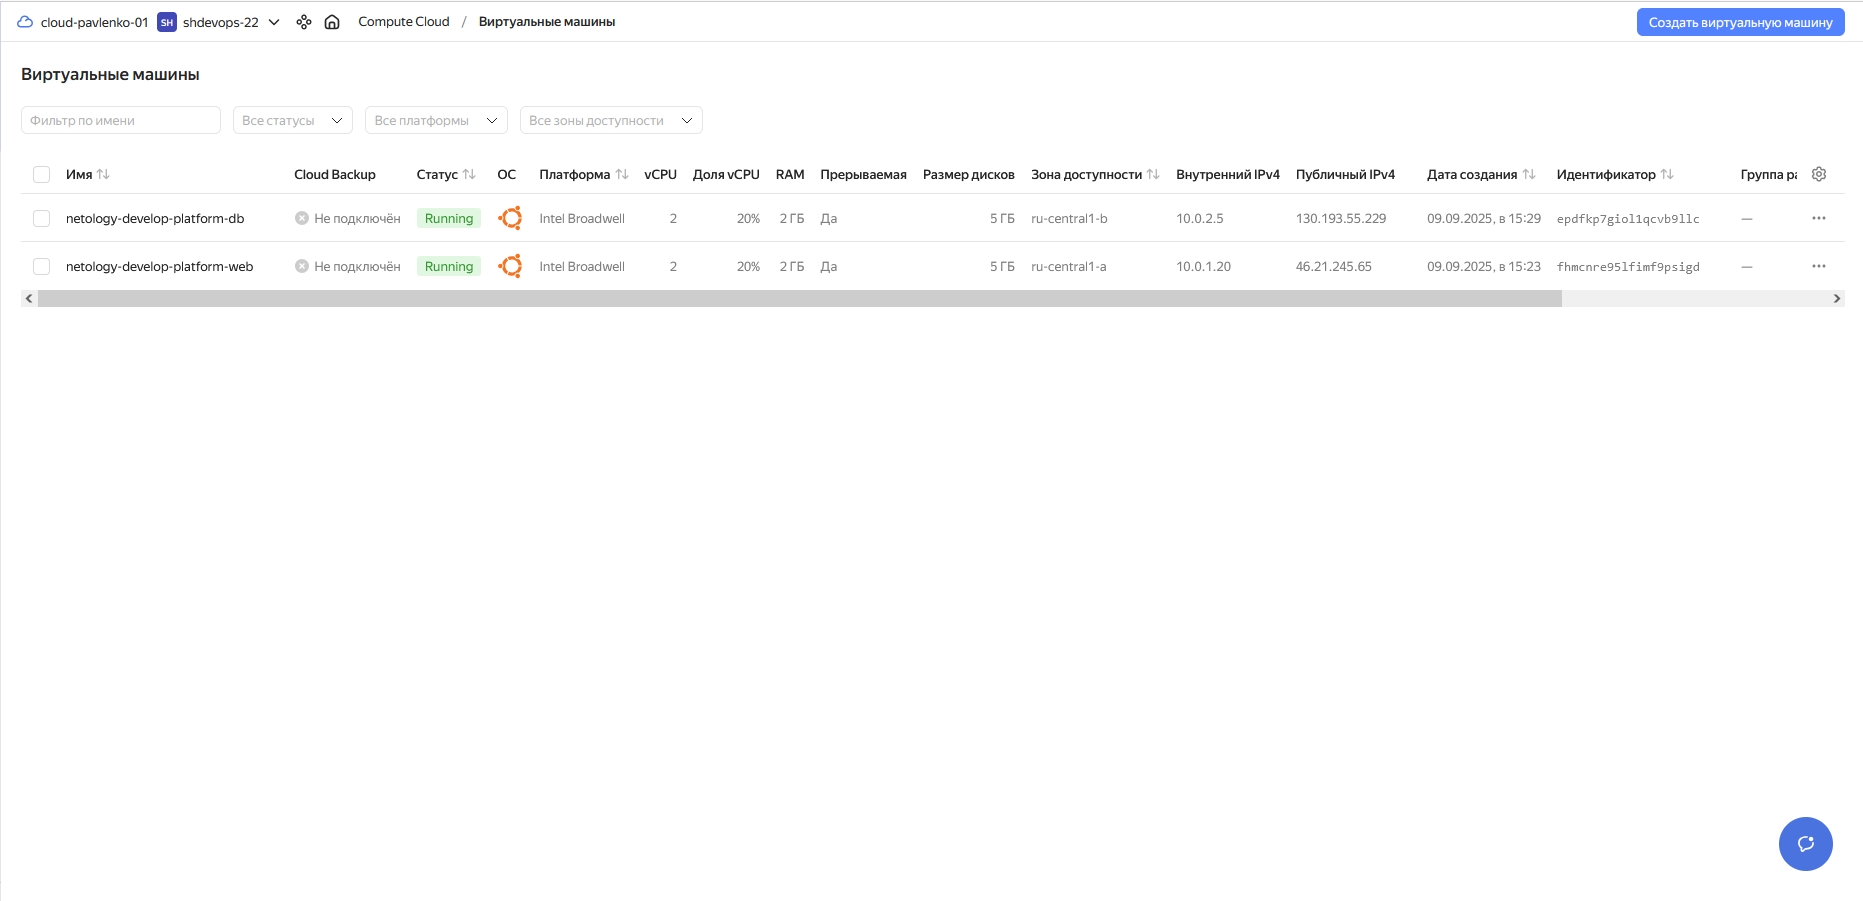 cloud-pavlenko-01 SH shdevops-22 Compute Cloud / Виртуальные машины Создать виртуальную машину
Виртуальные машины
Фильтр по имени Все статусы Все платформы Все зоны доступности
Имя Cloud Backup Статус ОС Платформа vCPU Доля vCPU RAM Прерываемая Размер дисков Зона доступности Внутренний IPv4 Публичный IPv4 Дата создания Идентификатор Группа ра
netology-develop-platform-db Не подключён Running Intel Broadwell 2 20% 2 ГБ Да 5 ГБ ru-central1-b 10.0.2.5 130.193.55.229 09.09.2025, в 15:29 epdfkp7giol1qcvb9llc —
netology-develop-platform-web Не подключён Running Intel Broadwell 2 20% 2 ГБ Да 5 ГБ ru-central1-a 10.0.1.20 46.21.245.65 09.09.2025, в 15:23 fhmcnre95lfimf9psigd —